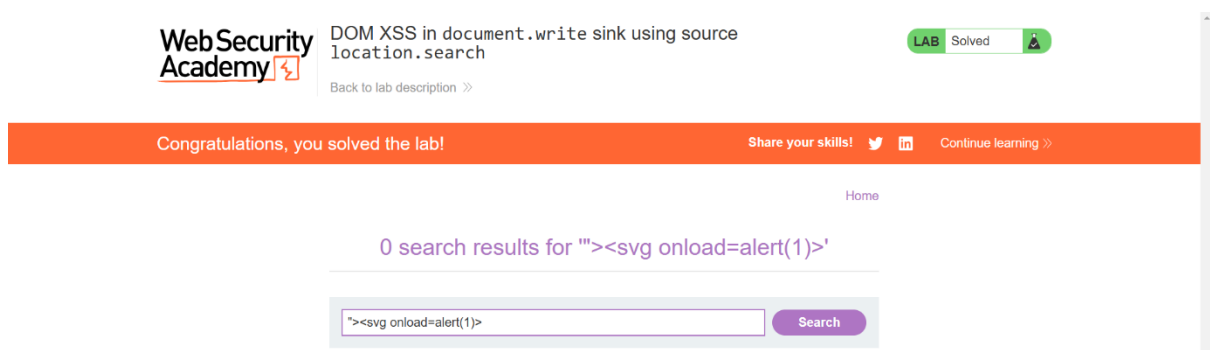 Web Security
Academy
DOM XSS in document.write sink using source
location.search
Back to lab description >>
LAB Solved
Congratulations, you solved the lab!
Share your skills!
Continue learning >>
Home
0 search results for '"><svg onload=alert(1)>'
"><svg onload=alert(1)>
Search